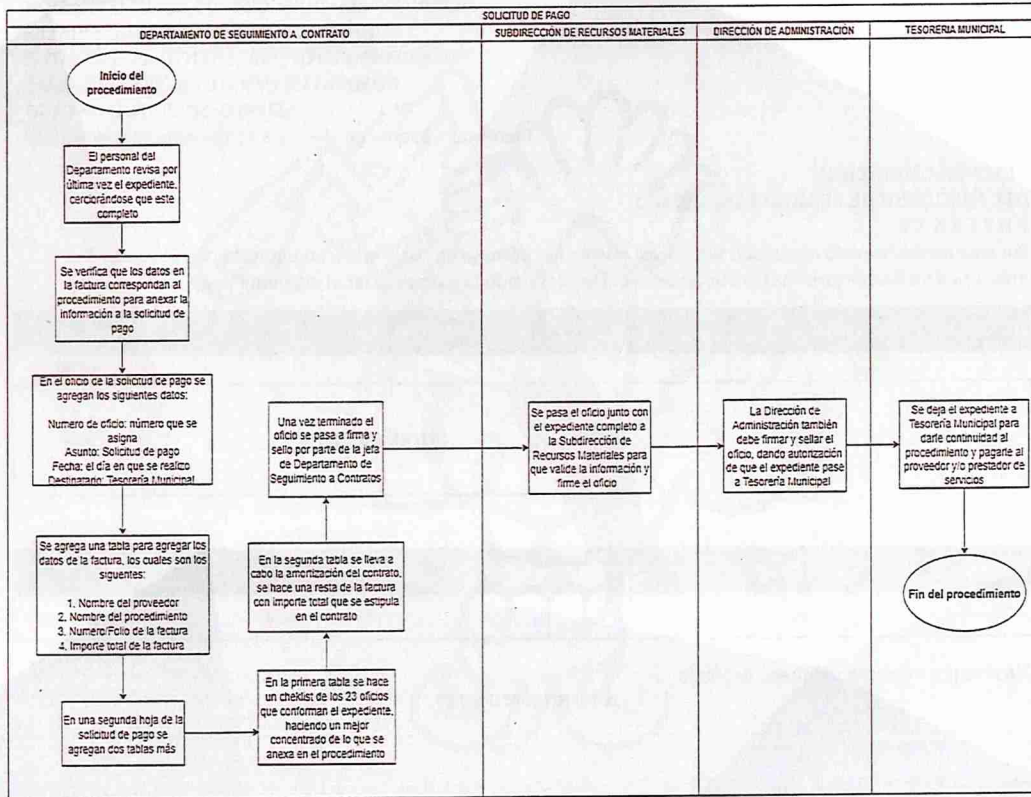 SOLICITUD DE PAGO
DEPARTAMENTO DE SEGUIMIENTO A CONTRATO
SUBDIRECCIÓN DE RECURSOS MATERIALES
DIRECCIÓN DE ADMINISTRACIÓN
TESORERIA MUNICIPAL
Inicio del
procedimiento
El personal del
Departamento revisa por
última vez el expediente,
cerciorándose que este
completo
Se verifica que los datos en
la factura correspondan al
procedimiento para anexar la
información a la solicitud de
pago
En el oficio de la solicitud de pago se
agregan los siguientes datos:
Numero de oficio: número que se
asigna
Asunto: Solicitud de pago
Fecha: el día en que se realizo
Destinatario: Tesorería Municipal
Se agrega una tabla para agregar los
datos de la factura, los cuales son los
siguientes:
1. Nombre del proveedor
2. Nombre del procedimiento
3. Numero/Folio de la factura
4. Importe total de la factura
En una segunda hoja de la
solicitud de pago se
agregan dos tablas más
En la primera tabla se hace
un cheklist de los 23 oficios
que conforman el expediente,
haciendo un mejor
concentrado de lo que se
anexa en el procedimiento
En la segunda tabla se lleva a
cabo la amortización del contrato,
se hace una resta de la factura
con importe total que se estipula
en el contrato
Una vez terminado el
oficio se pasa a firma y
sello por parte de la jefa
de Departamento de
Seguimiento a Contratos
Se pasa el oficio junto con
el expediente completo a
la Subdirección de
Recursos Materiales para
que valide la información y
firme el oficio
La Dirección de
Administración también
debe firmar y sellar el
oficio, dando autorización
de que el expediente pase
a Tesorería Municipal
Se deja el expediente a
Tesorería Municipal para
darle continuidad al
procedimiento y pagarle al
proveedor y/o prestador de
servicios
Fin del procedimiento